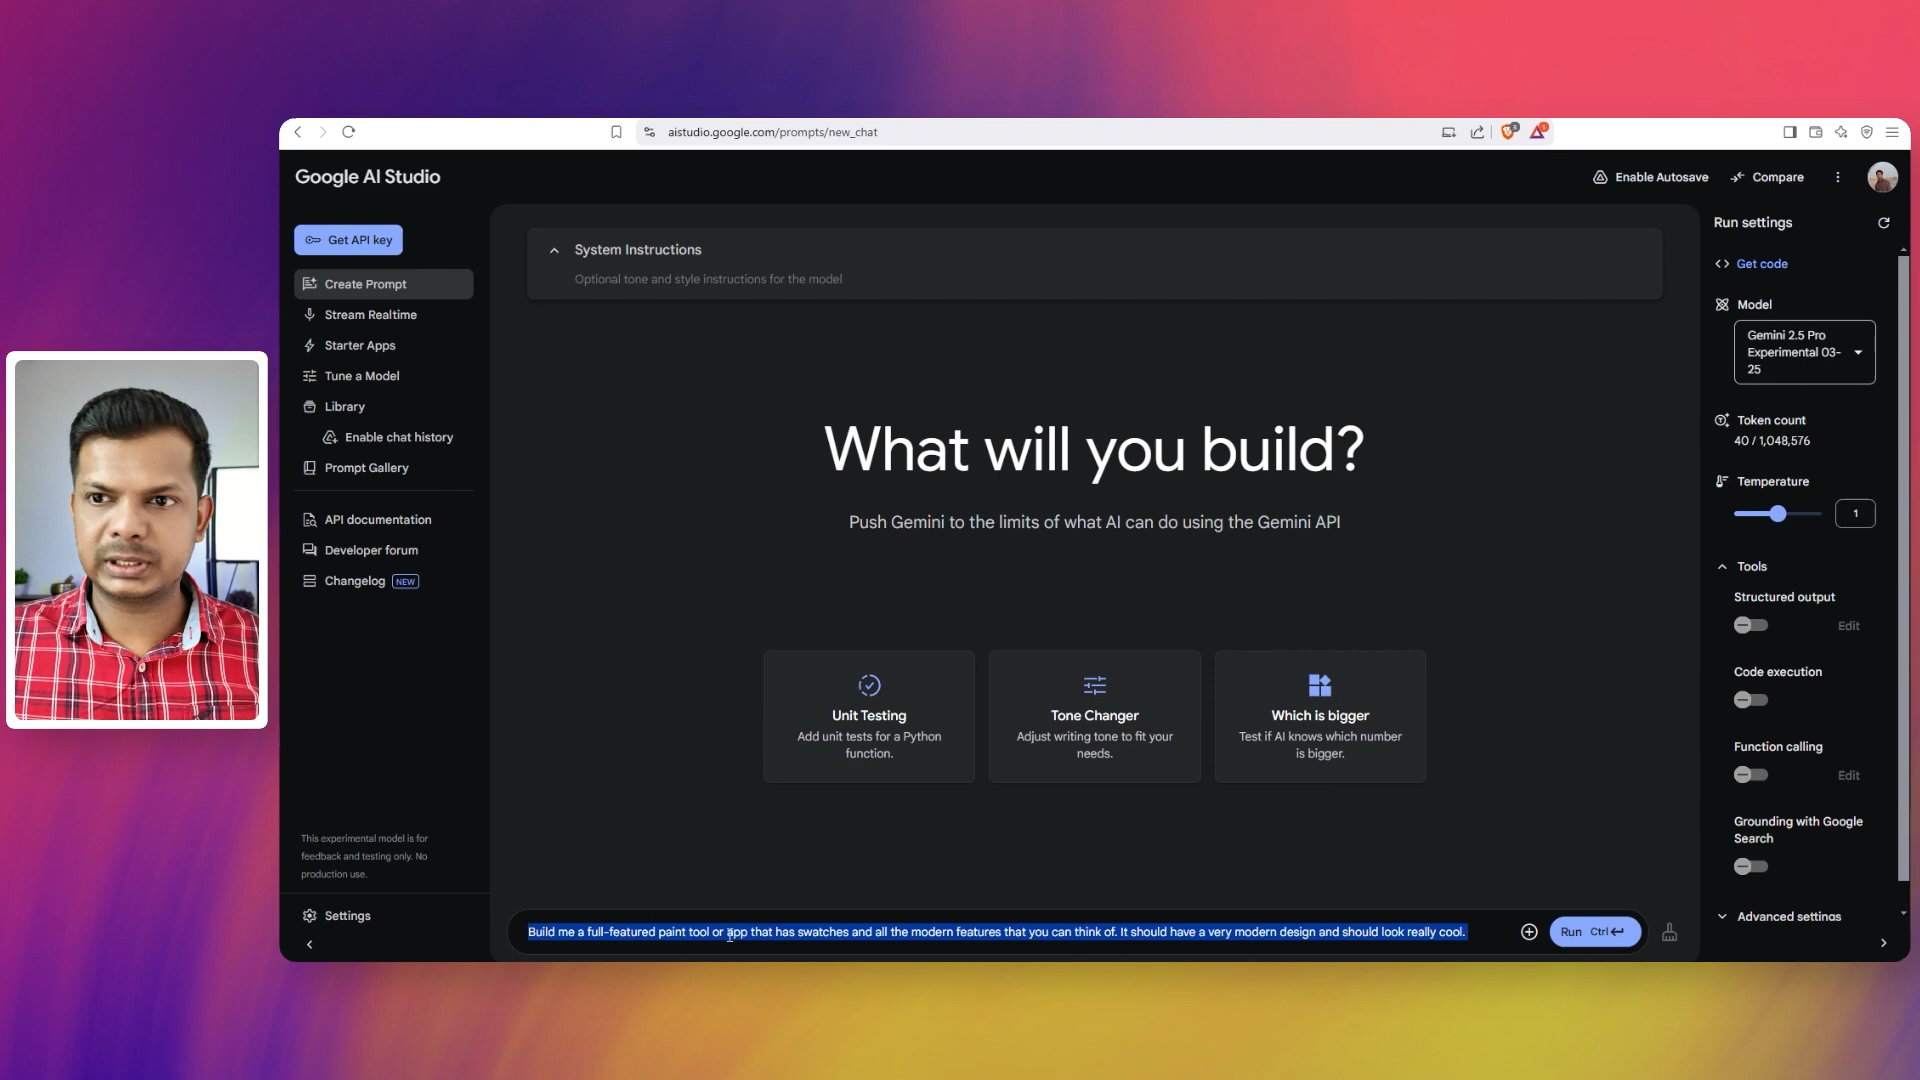 aistudio.google.com/prompts/new_chat
Google AI Studio
Enable Autosave
Compare
Get API key
Create Prompt
Stream Realtime
Starter Apps
Tune a Model
Library
Enable chat history
Prompt Gallery
API documentation
Developer forum
Changelog NEW
This experimental model is for
feedback and testing only. No
production use.
Settings
System Instructions
Optional tone and style instructions for the model
What will you build?
Push Gemini to the limits of what AI can do using the Gemini API
Unit Testing
Add unit tests for a Python
function.
Tone Changer
Adjust writing tone to fit your
needs.
Which is bigger
Test if AI knows which number
is bigger.
Build me a full-featured paint tool or app that has swatches and all the modern features that you can think of. It should have a very modern design and should look really cool.
Run Ctrl
Run settings
Get code
Model
Gemini 2.5 Pro
Experimental 03-
25
Token count
40 / 1,048,576
Temperature
1
Tools
Structured output
Edit
Code execution
Function calling
Edit
Grounding with Google
Search
Advanced settings